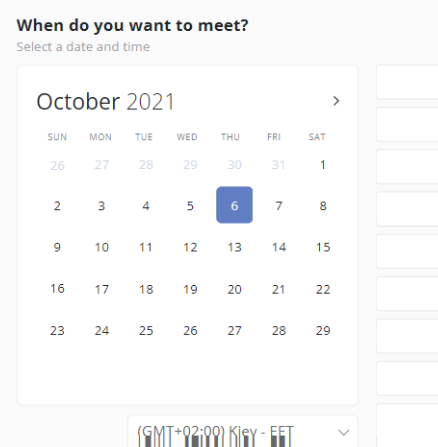 When do you want to meet?
Select a date and time
October 2021
SUN MON TUE WED THU FRI SAT
26 27 28 29 30 31 1
2 3 4 5 6 7 8
9 10 11 12 13 14 15
16 17 18 19 20 21 22
23 24 25 26 27 28 29
(GMT+02:00) Kiev - EET